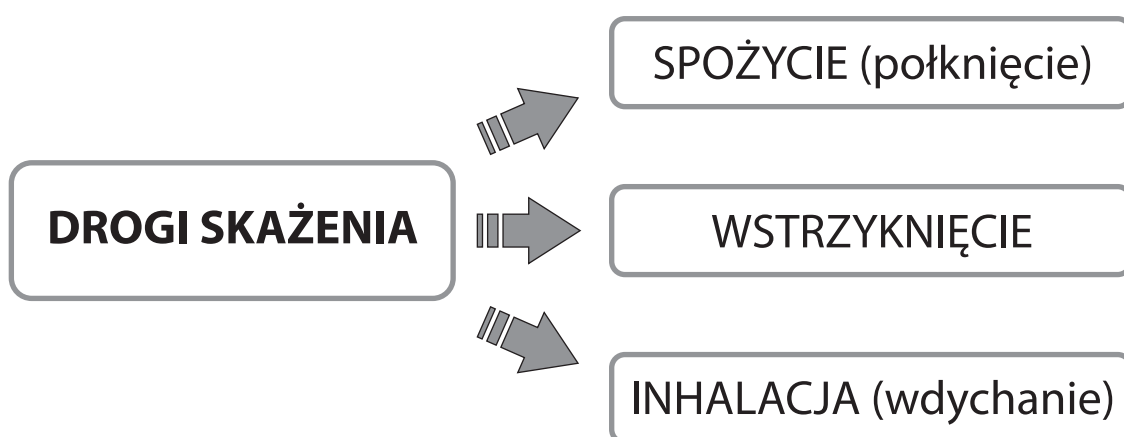 SPOŻYCIE (połknięcie)
DROGI SKAŻENIA
WSTRZYKNIĘCIE
INHALACJA (wdychanie)